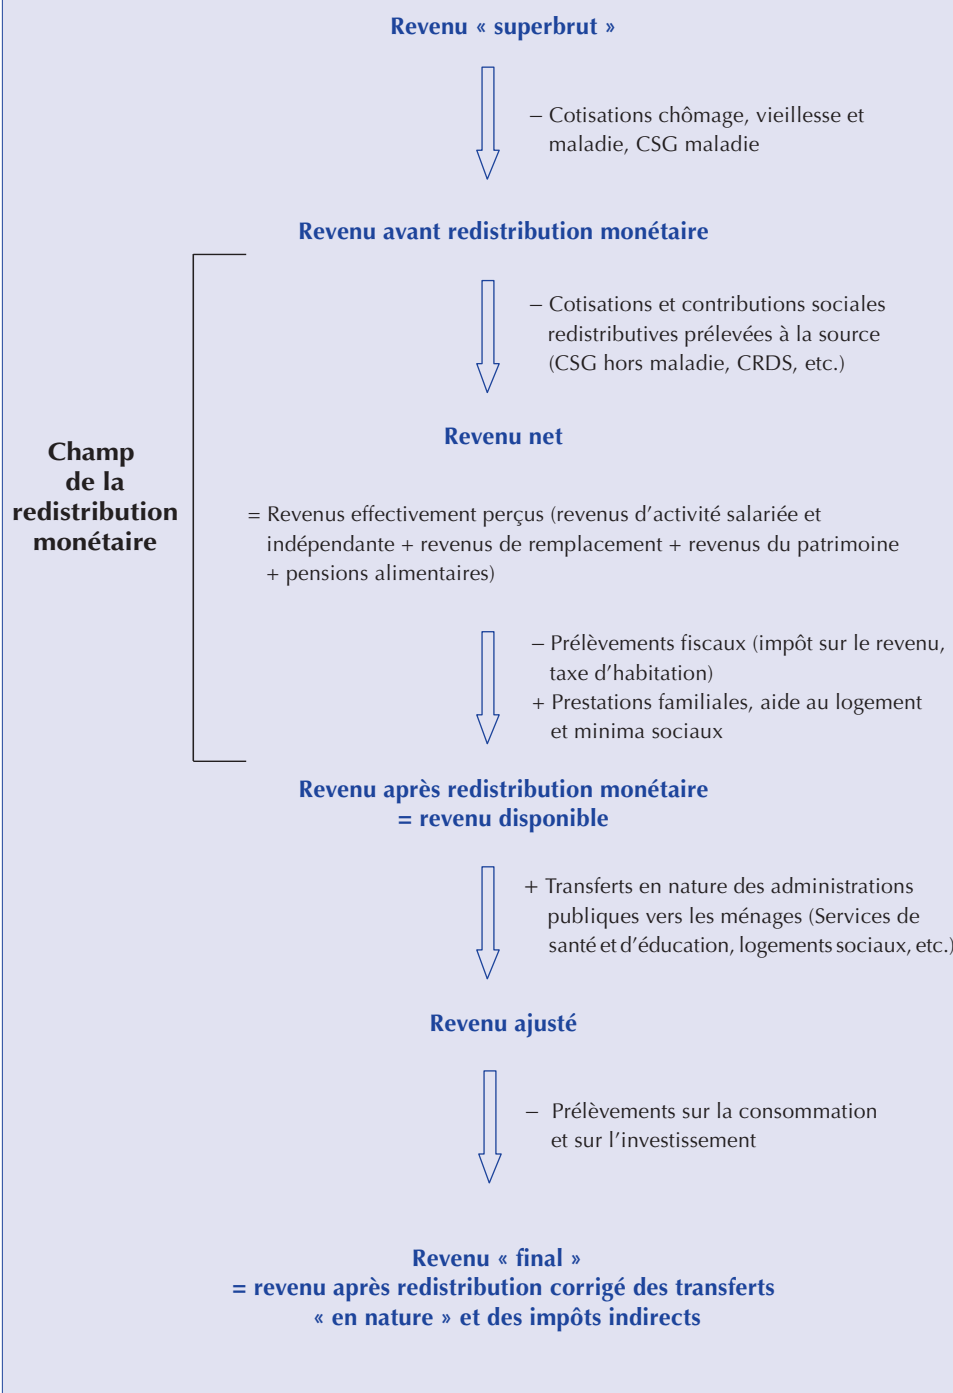 Revenu « superbrut »
– Cotisations chômage, vieillesse et
maladie, CSG maladie
Revenu avant redistribution monétaire
– Cotisations et contributions sociales
redistributives prélevées à la source
(CSG hors maladie, CRDS, etc.)
Revenu net
Champ
de la
redistribution
monétaire
= Revenus effectivement perçus (revenus d’activité salariée et
indépendante + revenus de remplacement + revenus du patrimoine
+ pensions alimentaires)
– Prélèvements fiscaux (impôt sur le revenu,
taxe d’habitation)
+ Prestations familiales, aide au logement
et minima sociaux
Revenu après redistribution monétaire
= revenu disponible
+ Transferts en nature des administrations
publiques vers les ménages (Services de
santé et d’éducation, logements sociaux, etc.)
Revenu ajusté
– Prélèvements sur la consommation
et sur l’investissement
Revenu « final »
= revenu après redistribution corrigé des transferts
« en nature » et des impôts indirects